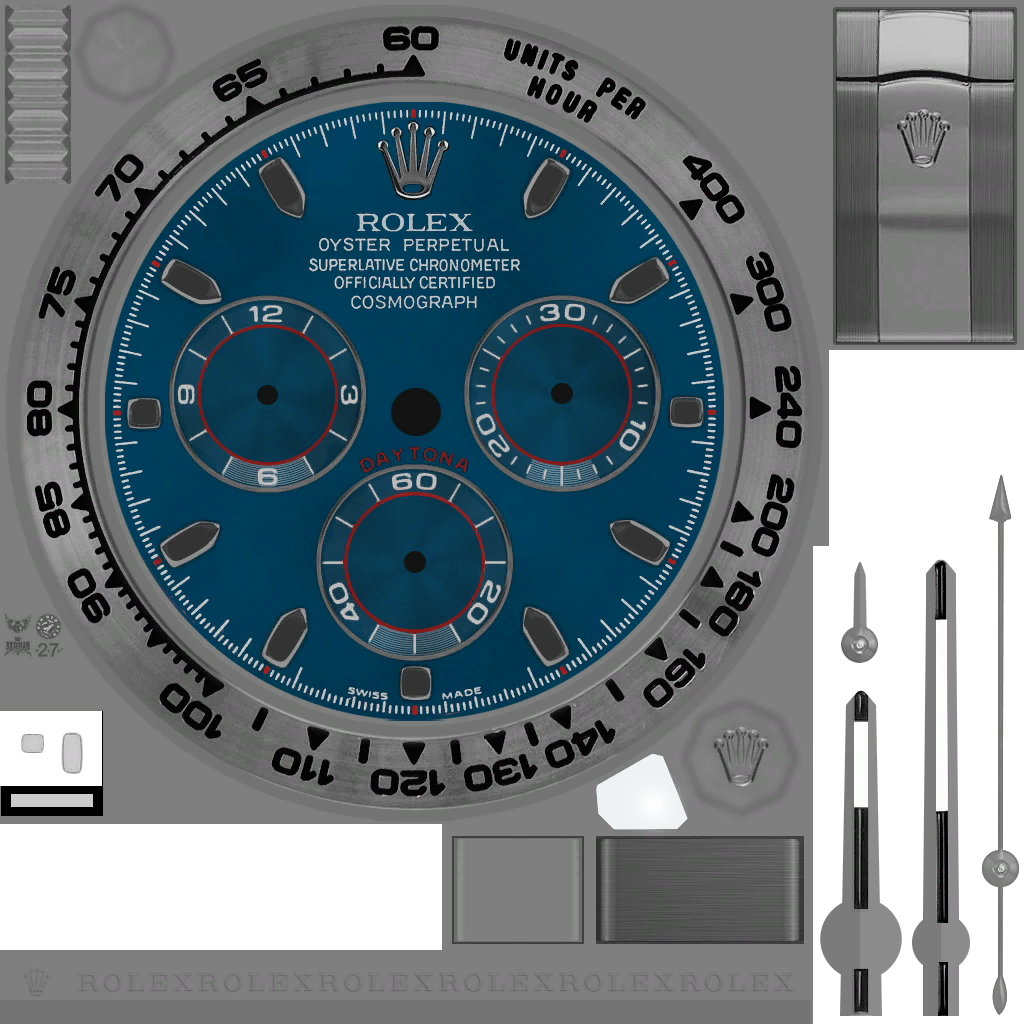 60
65
70
75
80
85
90
100
110
120
130
140
160
180
200
240
300
400
UNITS PER
HOUR
ROLEX
OYSTER PERPETUAL
SUPERLATIVE CHRONOMETER
OFFICIALLY CERTIFIED
COSMOGRAPH
12
3
6
9
30
10
20
DAYTONA
60
20
40
SWISS MADE
27
ROLEXROLEXROLEXROLEXROLEXROLEX